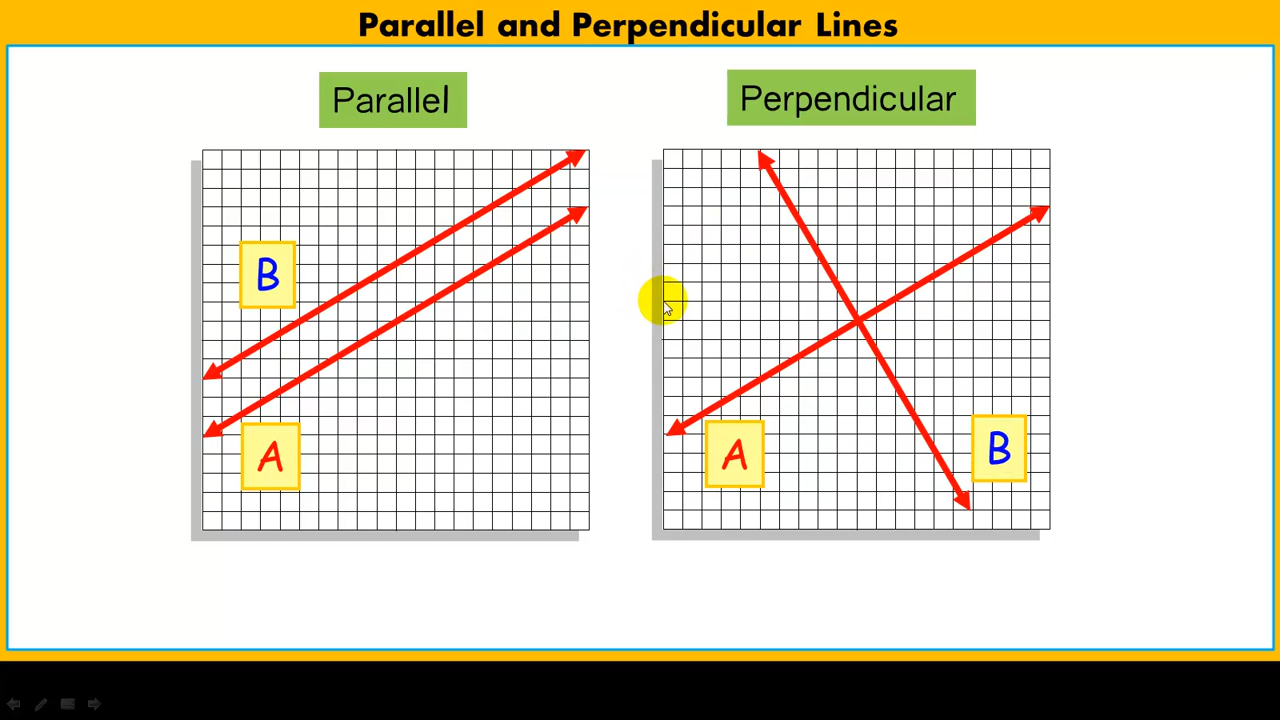 Parallel and Perpendicular Lines
Parallel
Perpendicular
B
A
A
B